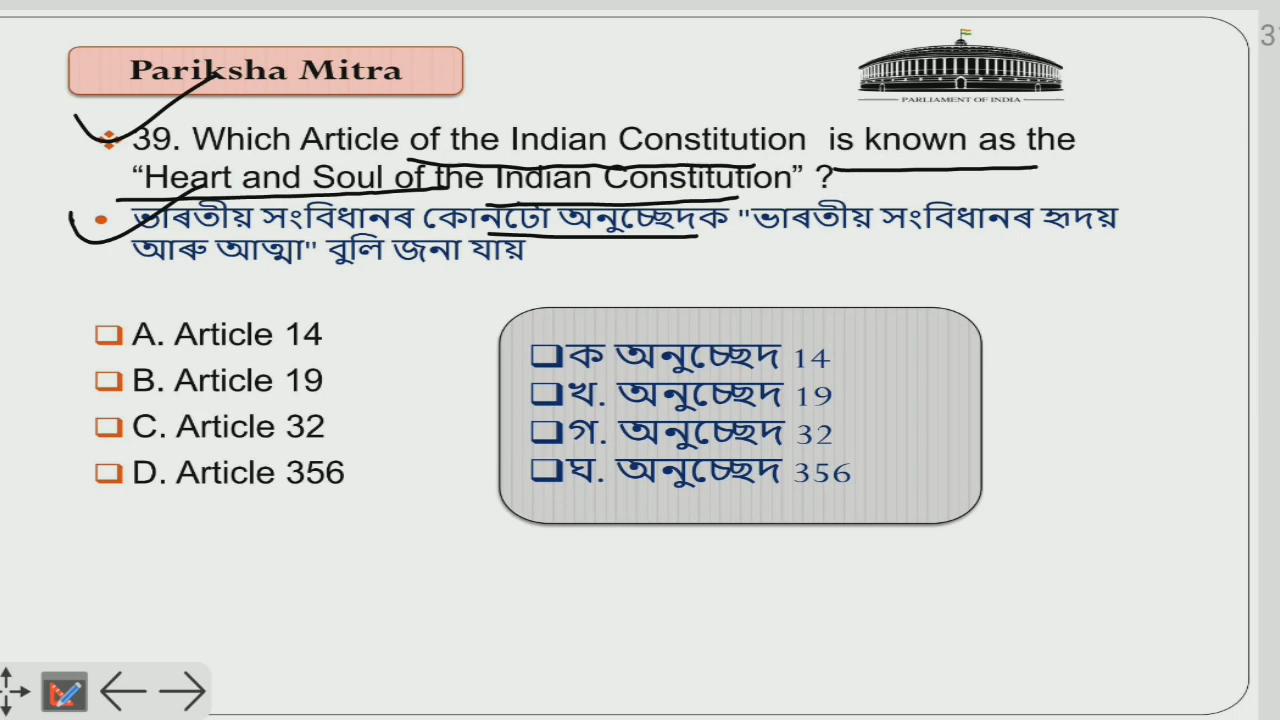 Pariksha Mitra
PARLIAMENT OF INDIA
39. Which Article of the Indian Constitution is known as the
“Heart and Soul of the Indian Constitution” ?
ভাৰতীয় সংবিধানৰ কোনটো অনুচ্ছেদক "ভাৰতীয় সংবিধানৰ হৃদয়
আৰু আত্মা" বুলি জনা যায়
A. Article 14
B. Article 19
C. Article 32
D. Article 356
ক অনুচ্ছেদ 14
খ. অনুচ্ছেদ 19
গ. অনুচ্ছেদ 32
ঘ. অনুচ্ছেদ 356